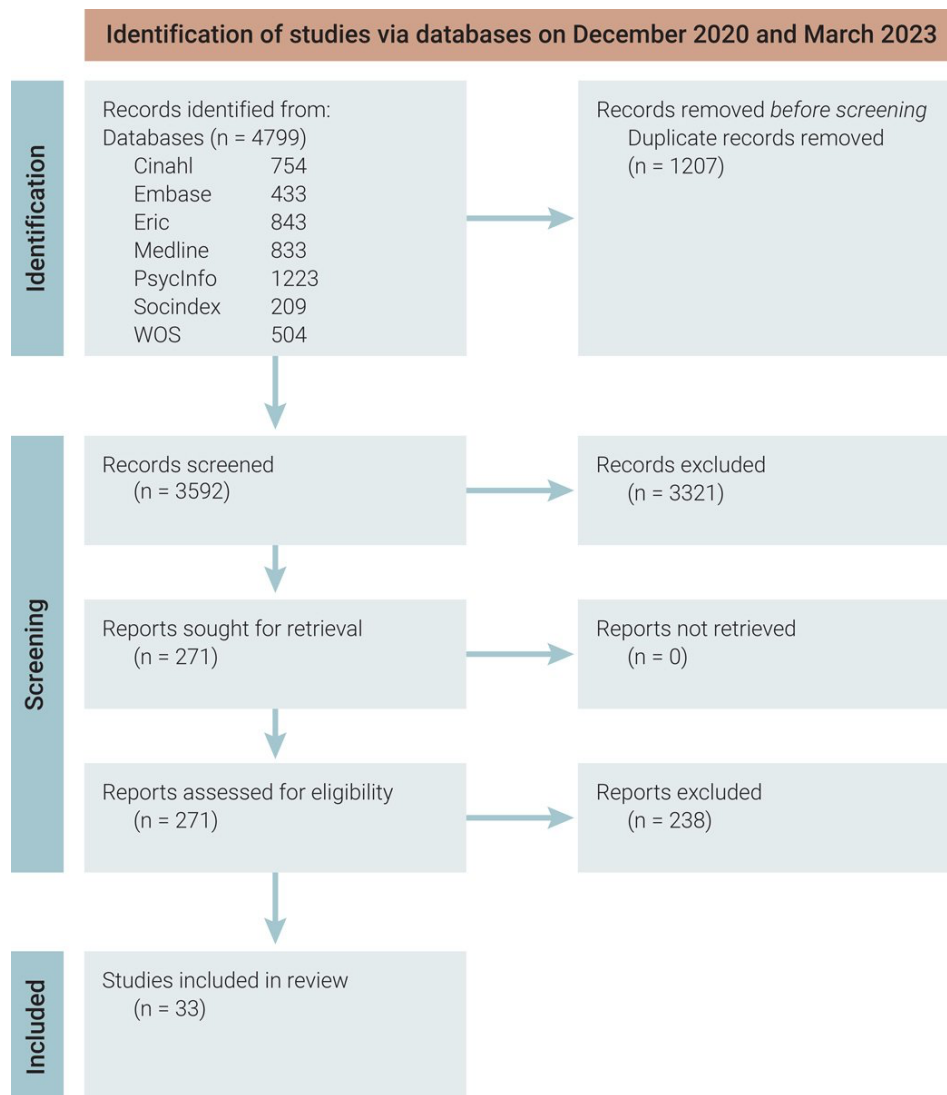 Identification of studies via databases on December 2020 and March 2023
Identification
Records identified from:
Databases (n = 4799)
Cinahl 754
Embase 433
Eric 843
Medline 833
PsycInfo 1223
Socindex 209
WOS 504
Records removed before screening
Duplicate records removed
(n = 1207)
Screening
Records screened
(n = 3592)
Records excluded
(n = 3321)
Reports sought for retrieval
(n = 271)
Reports not retrieved
(n = 0)
Reports assessed for eligibility
(n = 271)
Reports excluded
(n = 238)
Included
Studies included in review
(n = 33)